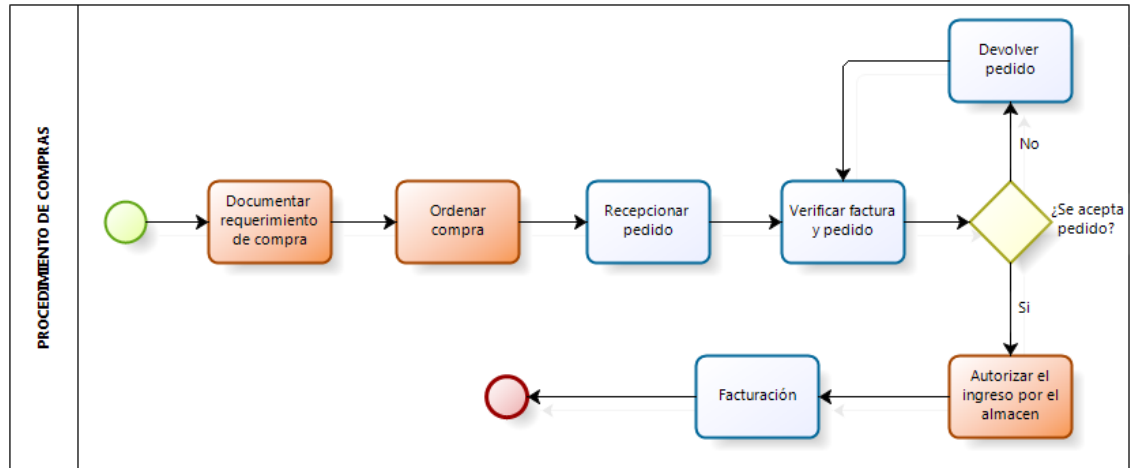 PROCEDIMIENTO DE COMPRAS
Documentar
requerimiento
de compra
Ordenar
compra
Recepcionar
pedido
Verificar factura
y pedido
¿Se acepta
pedido?
No
Devolver
pedido
Si
Autorizar el
ingreso por el
almacen
Facturación